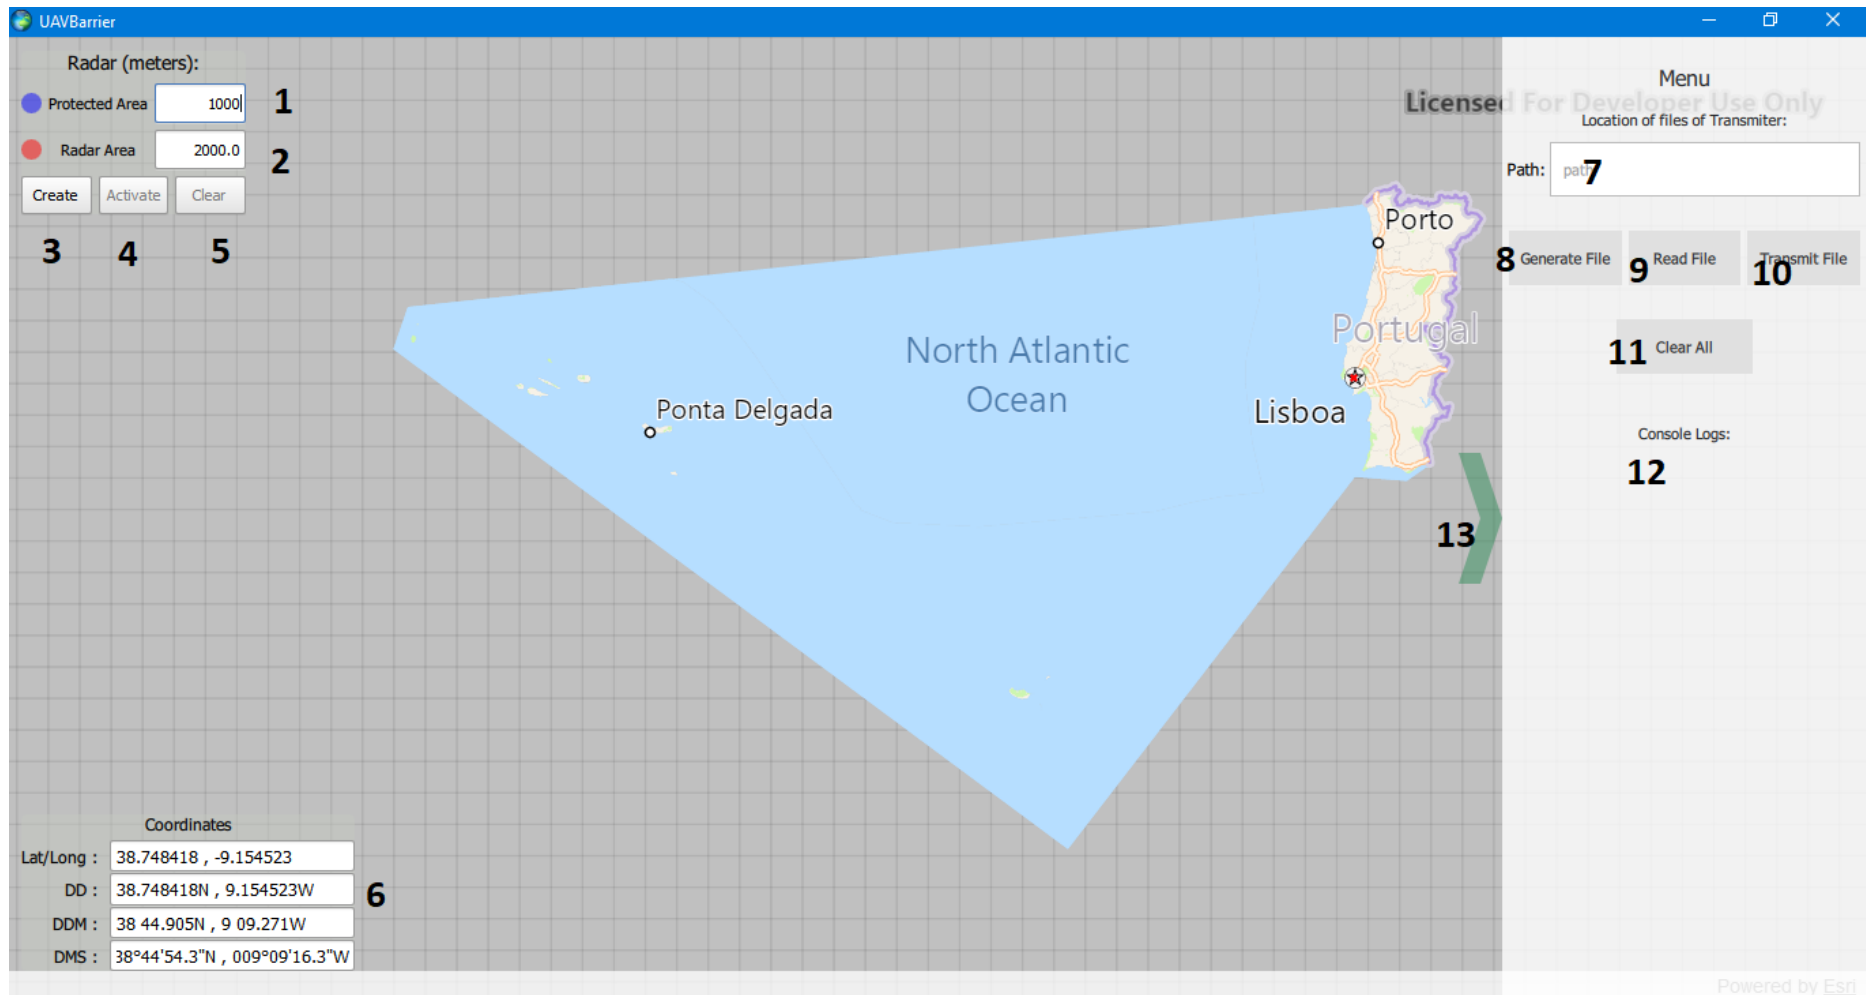 UAVBarrier
Radar (meters):
Protected Area 1000 1
Radar Area 2000.0 2
Create Activate Clear
3 4 5
Licensed For Developer Use Only
Menu
Location of files of Transmiter:
Path: path 7
8 Generate File 9 Read File 10 Transmit File
11 Clear All
Console Logs:
12
13
Porto
Portugal
North Atlantic
Ocean
Lisboa
Ponta Delgada
Coordinates
Lat/Long : 38.748418 , -9.154523
DD : 38.748418N , 9.154523W
6
DDM : 38 44.905N , 9 09.271W
DMS : 38°44'54.3"N , 009°09'16.3"W
Powered by Esri